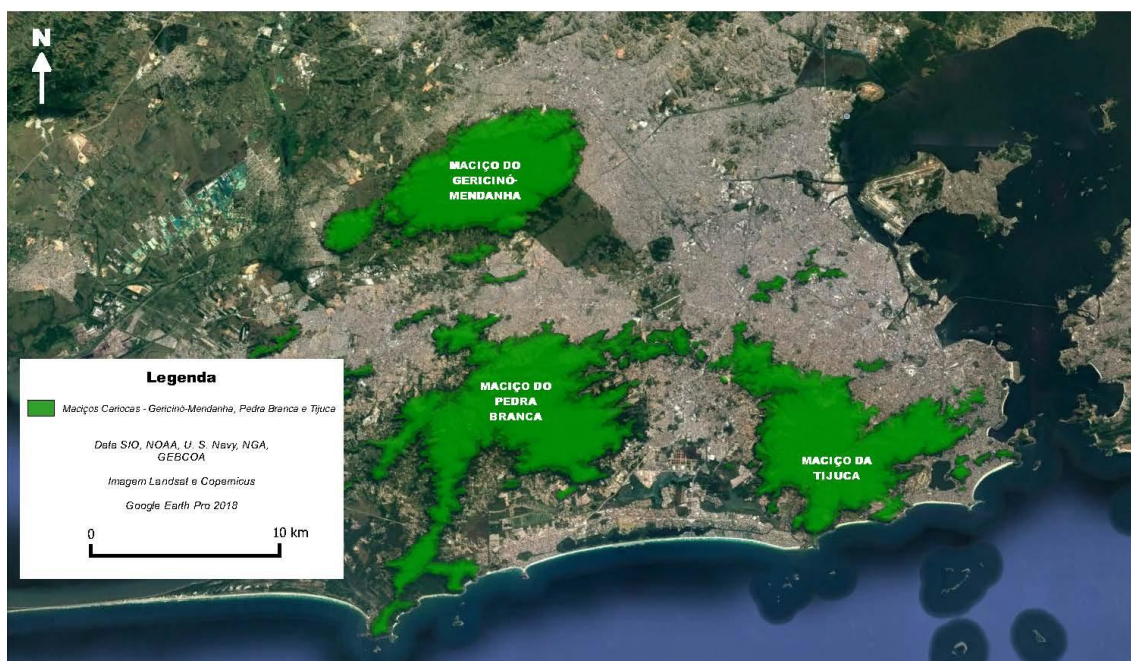 N
MACIÇO DO
GERICINÓ-
MENDANHA
MACIÇO DO
PEDRA
BRANCA
MACIÇO DA
TIJUCA
Legenda
Maciços Cariocas - Gericinó-Mendanha, Pedra Branca e Tijuca
Data SIO, NOAA, U. S. Navy, NGA,
GEBCOA
Imagem Landsat e Copernicus
Google Earth Pro 2018
0 10 km